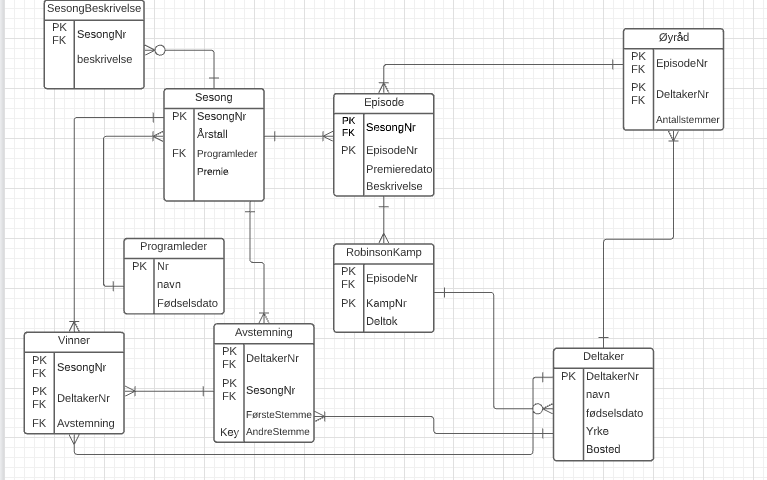 SesongBeskrivelse
PK
FK
SesongNr
beskrivelse
Sesong
PK SesongNr
Årstall
FK Programleder
Premie
Episode
PK
FK
SesongNr
PK EpisodeNr
Premieredato
Beskrivelse
Øyråd
PK
FK
EpisodeNr
PK
FK
DeltakerNr
Antallstemmer
Programleder
PK Nr
navn
Fødselsdato
RobinsonKamp
PK
FK
EpisodeNr
PK KampNr
Deltok
Vinner
PK
FK
SesongNr
PK
FK
DeltakerNr
FK Avstemning
Avstemning
PK
FK
DeltakerNr
PK
FK
SesongNr
FørsteStemme
Key AndreStemme
Deltaker
PK DeltakerNr
navn
fødselsdato
Yrke
Bosted